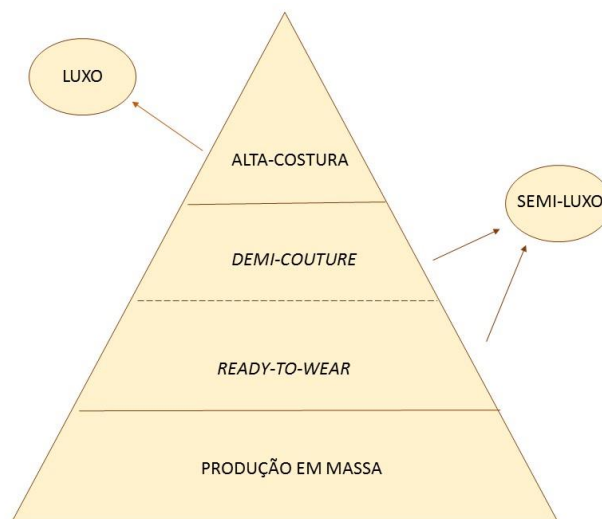 LUXO
ALTA-COSTURA
SEMI-LUXO
DEMI-COUTURE
READY-TO-WEAR
PRODUÇÃO EM MASSA